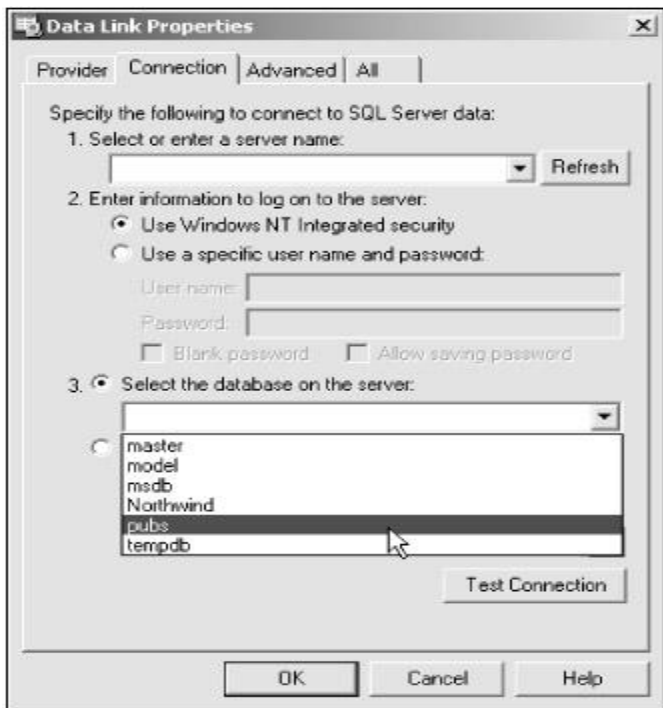 Data Link Properties
Provider Connection Advanced All
Specify the following to connect to SQL Server data:
1. Select or enter a server name:
Refresh
2. Enter information to log on to the server:
Use Windows NT Integrated security
Use a specific user name and password:
User name:
Password:
Blank password Allow saving password
3. Select the database on the server:
master
model
msdb
Northwind
pubs
tempdb
Test Connection
OK Cancel Help